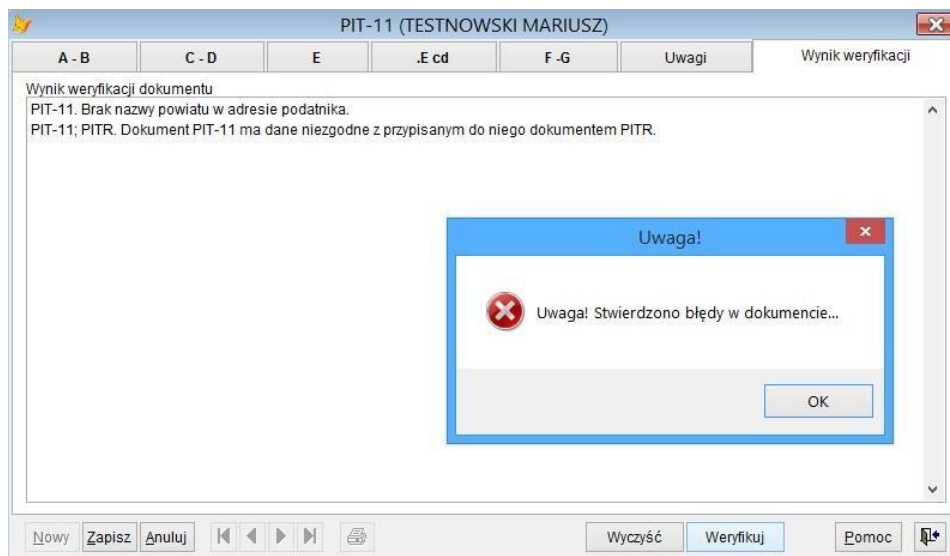 PIT-11 (TESTNOWSKI MARIUSZ)
A - B
C - D
E
.E cd
F -G
Uwagi
Wynik weryfikacji
Wynik weryfikacji dokumentu
PIT-11. Brak nazwy powiatu w adresie podatnika.
PIT-11; PITR. Dokument PIT-11 ma dane niezgodne z przypisanym do niego dokumentem PITR.
Uwaga!
Uwaga! Stwierdzono błędy w dokumencie...
OK
Nowy
Zapisz
Anuluj
Wyczyść
Weryfikuj
Pomoc